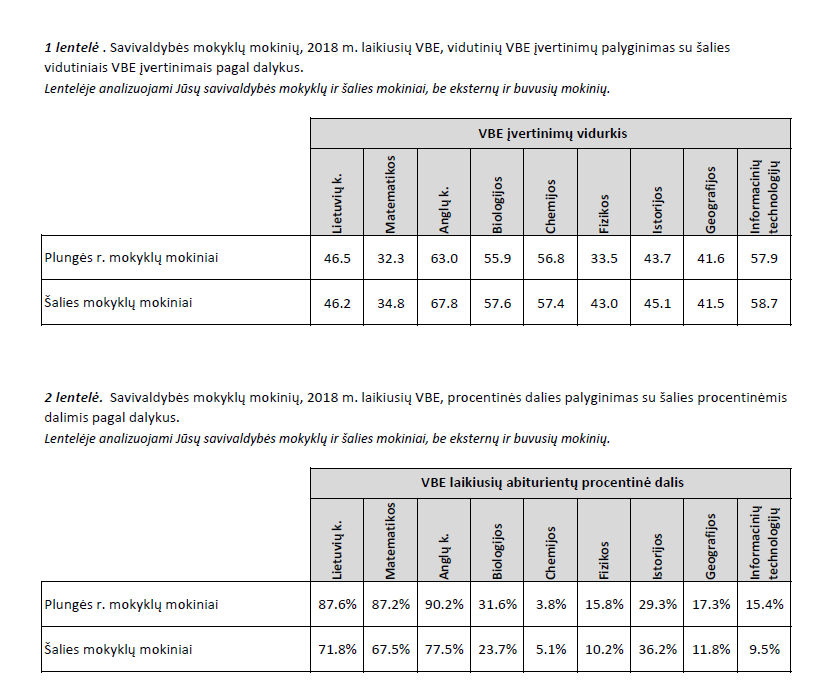 1 lentelė . Savivaldybės mokyklų mokinių, 2018 m. laikiusių VBE, vidutinių VBE įvertinimų palyginimas su šalies
vidutiniais VBE įvertinimais pagal dalykus.
Lentelėje analizuojami Jūsų savivaldybės mokyklų ir šalies mokiniai, be eksternų ir buvusių mokinių.
VBE įvertinimų vidurkis
Lietuvių k. Matematikos Anglų k. Biologijos Chemijos Fizikos Istorijos Geografijos Informacinių technologijų
Plungės r. mokyklų mokiniai 46.5 32.3 63.0 55.9 56.8 33.5 43.7 41.6 57.9
Šalies mokyklų mokiniai 46.2 34.8 67.8 57.6 57.4 43.0 45.1 41.5 58.7
2 lentelė. Savivaldybės mokyklų mokinių, 2018 m. laikiusių VBE, procentinės dalies palyginimas su šalies procentinėmis
dalimis pagal dalykus.
Lentelėje analizuojami Jūsų savivaldybės mokyklų ir šalies mokiniai, be eksternų ir buvusių mokinių.
VBE laikiusių abiturientų procentinė dalis
Lietuvių k. Matematikos Anglų k. Biologijos Chemijos Fizikos Istorijos Geografijos Informacinių technologijų
Plungės r. mokyklų mokiniai 87.6% 87.2% 90.2% 31.6% 3.8% 15.8% 29.3% 17.3% 15.4%
Šalies mokyklų mokiniai 71.8% 67.5% 77.5% 23.7% 5.1% 10.2% 36.2% 11.8% 9.5%